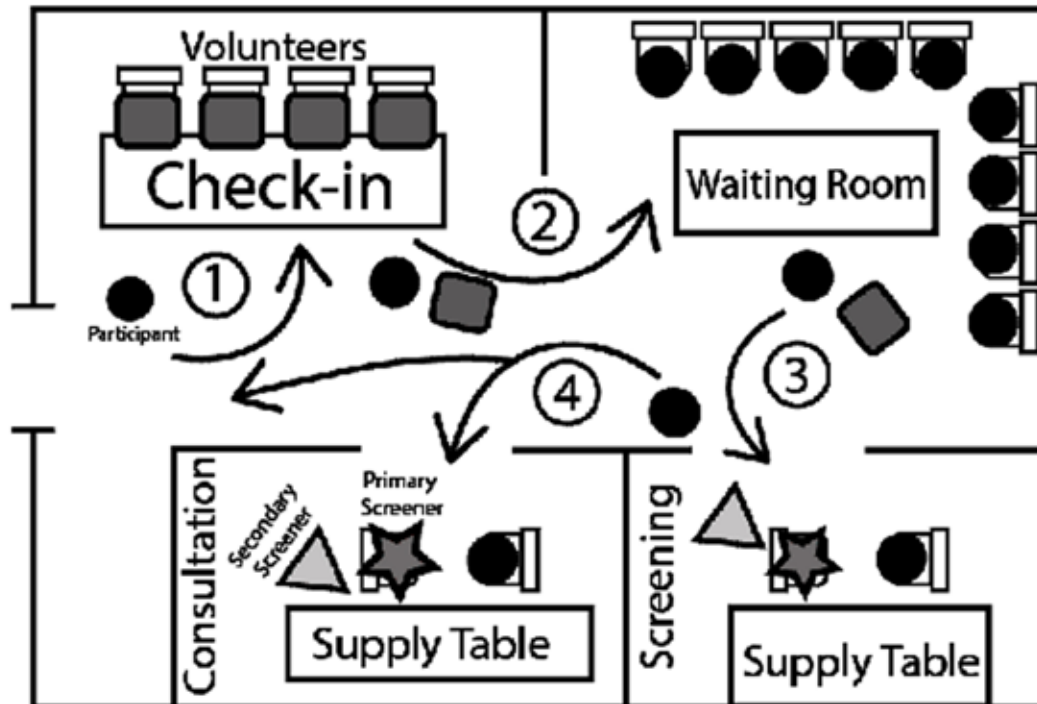 Volunteers
Check-in
Waiting Room
1
2
Participant
3
4
Consultation
Secondary
Screener
Primary
Screener
Supply Table
Screening
Supply Table